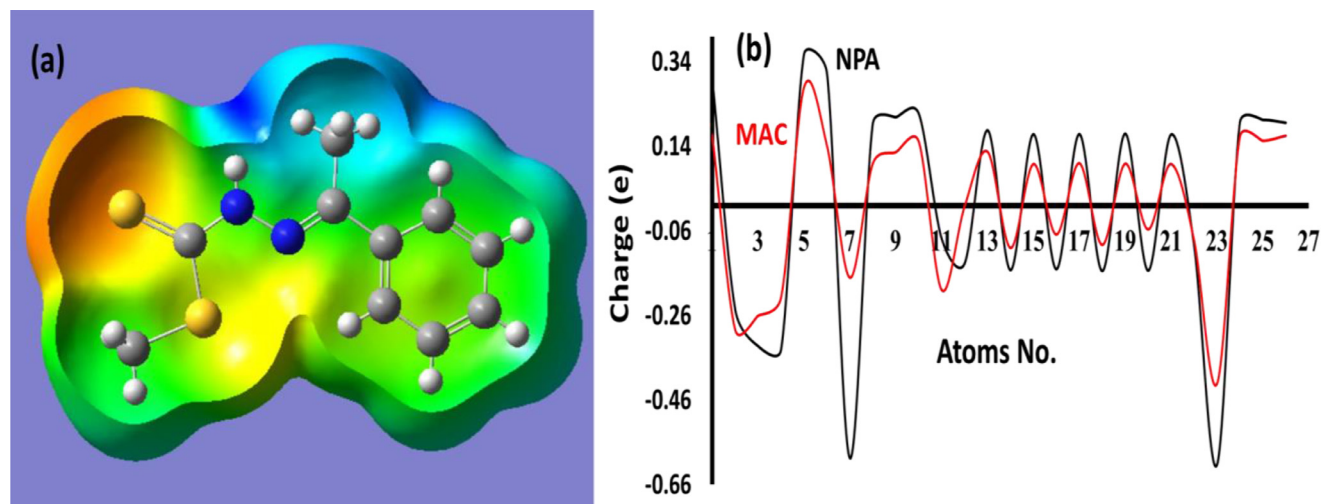 (a)
(b)
NPA
MAC
0.34
0.14
-0.06
-0.26
-0.46
-0.66
Charge (e)
3 5 7 9 11 13 15 17 19 21 23 25 27
Atoms No.